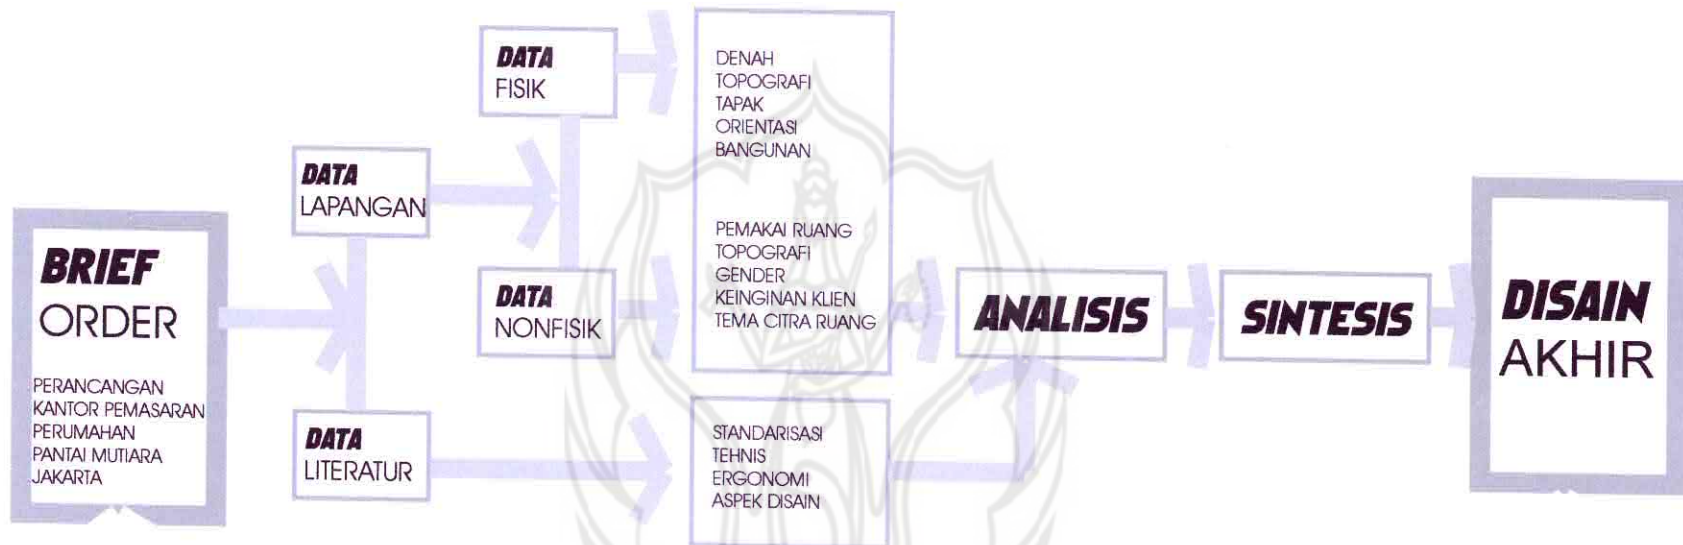 BRIEF
ORDER
PERANCANGAN
KANTOR PEMASARAN
PERUMAHAN
PANTAI MUTIARA
JAKARTA
DATA
LAPANGAN
DATA
LITERATUR
DATA
FISIK
DATA
NONFISIK
DENAH
TOPOGRAFI
TAPAK
ORIENTASI
BANGUNAN
PEMAKAI RUANG
TOPOGRAFI
GENDER
KEINGINAN KLIEN
TEMA CITRA RUANG
STANDARISASI
TEHNIS
ERGONOMI
ASPEK DISAIN
ANALISIS
SINTESIS
DISAIN
AKHIR